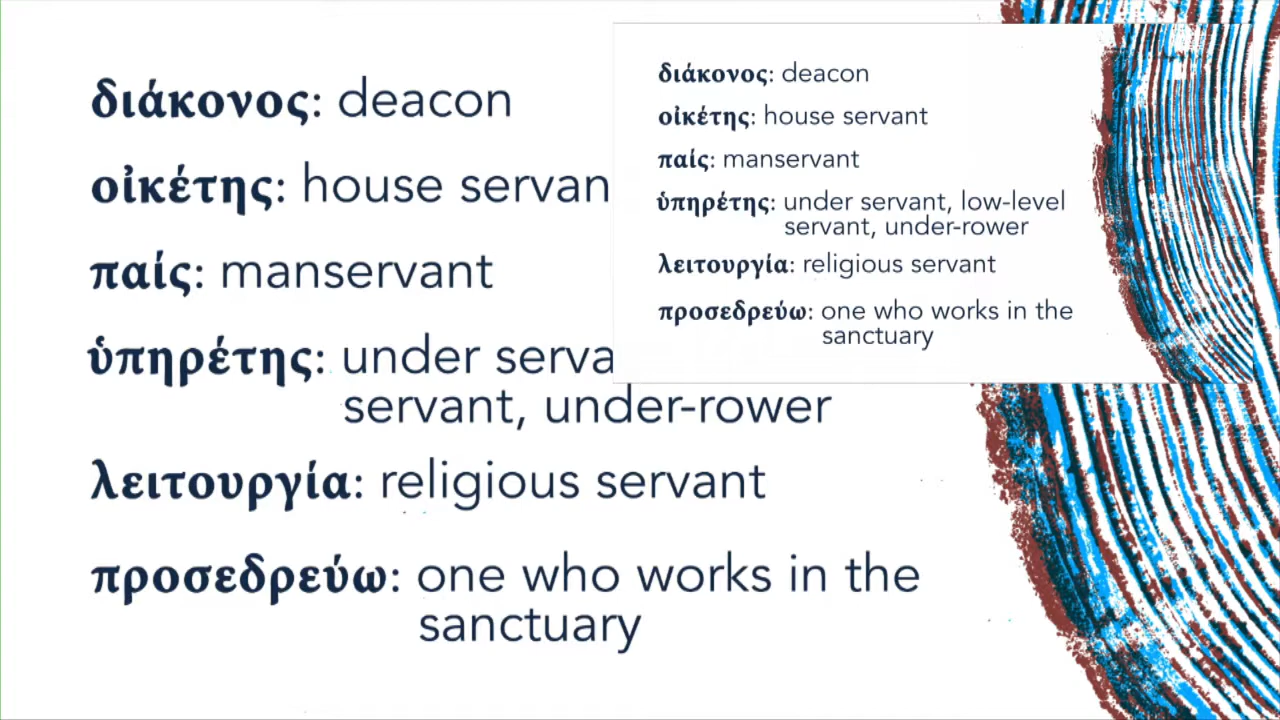 διάκονος: deacon
οἰκέτης: house servan
παίς: manservant
ὑπηρέτης: under serva
servant, under-rower
λειτουργία: religious servant
προσεδρεύω: one who works in the
sanctuary
διάκονος: deacon
οἰκέτης: house servant
παίς: manservant
ὑπηρέτης: under servant, low-level
servant, under-rower
λειτουργία: religious servant
προσεδρεύω: one who works in the
sanctuary